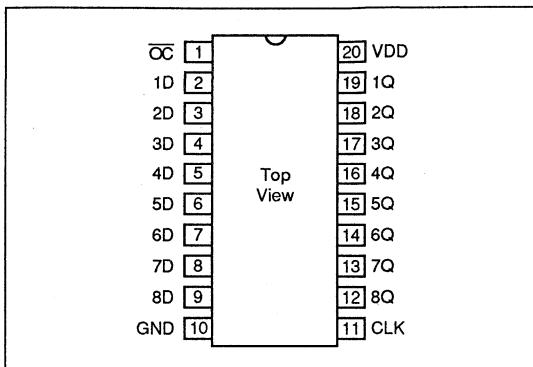 OC 1 20 VDD
1D 2 19 1Q
2D 3 18 2Q
3D 4 17 3Q
4D 5 Top 16 4Q
5D 6 View 15 5Q
6D 7 14 6Q
7D 8 13 7Q
8D 9 12 8Q
GND 10 11 CLK